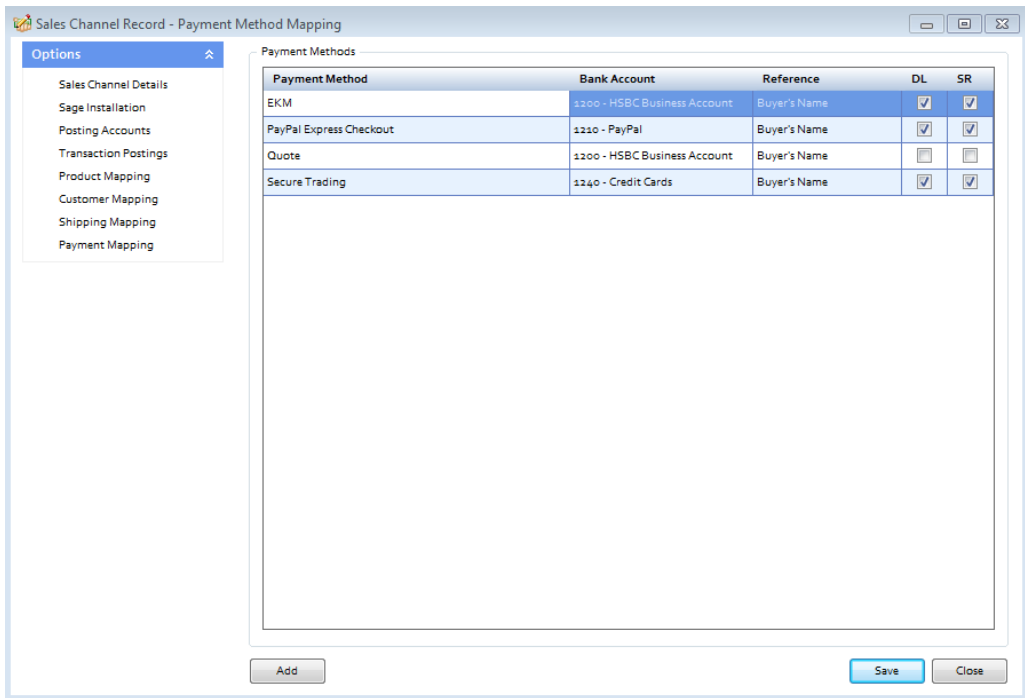 Sales Channel Record - Payment Method Mapping
Options
Sales Channel Details
Sage Installation
Posting Accounts
Transaction Postings
Product Mapping
Customer Mapping
Shipping Mapping
Payment Mapping
Payment Methods
Payment Method Bank Account Reference DL SR
EKM 1200 - HSBC Business Account Buyer's Name
PayPal Express Checkout 1210 - PayPal Buyer's Name
Quote 1200 - HSBC Business Account Buyer's Name
Secure Trading 1240 - Credit Cards Buyer's Name
Add Save Close